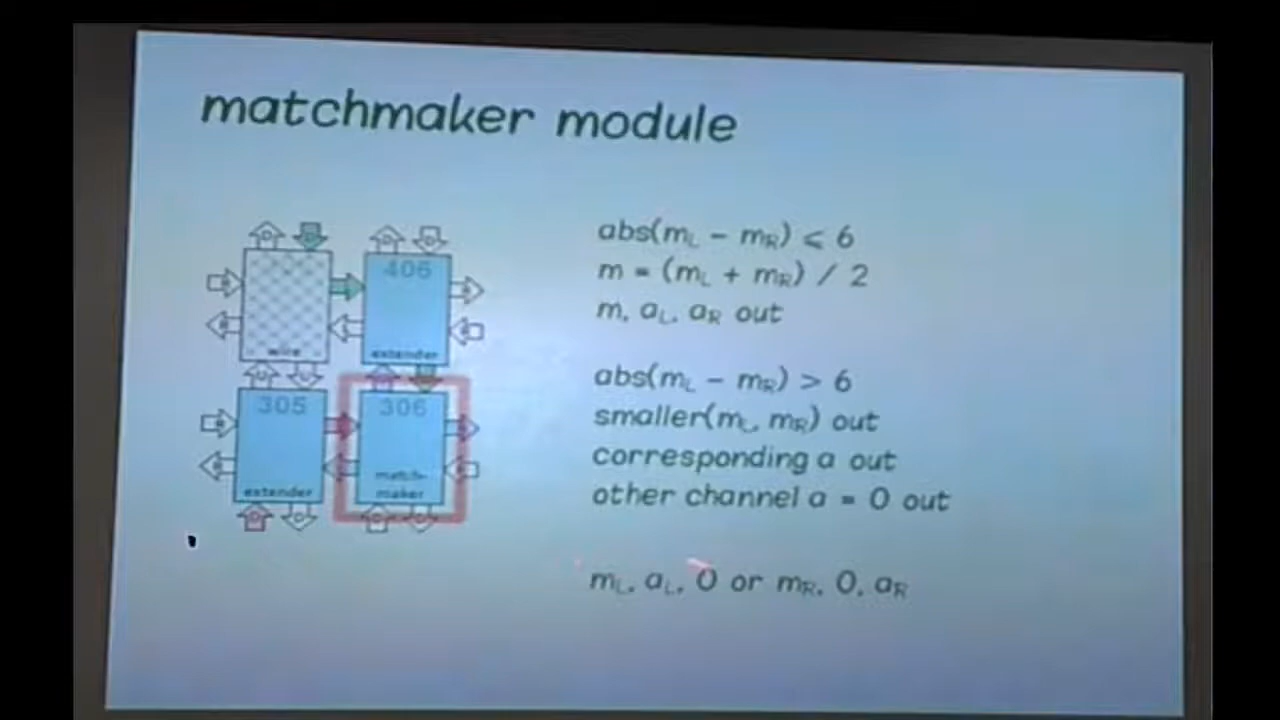 matchmaker module
406
wire
extender
305
306
extender
match-
maker
abs(mL - mR) ⩽ 6
m = (mL + mR) / 2
m, aL, aR out
abs(mL - mR) > 6
smaller(mL, mR) out
corresponding a out
other channel a = 0 out
mL, aL, 0 or mR, 0, aR